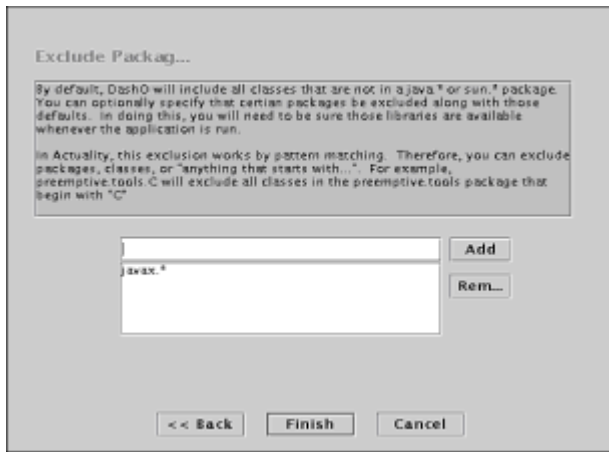 Exclude Packag...
By default, DashO will include all classes that are not in a java.* or sun.* package.
You can optionally specify that certian packages be excluded along with those
defaults. In doing this, you will need to be sure those libraries are available
whenever the application is run.
In Actuality, this exclusion works by pattern matching. Therefore, you can exclude
packages, classes, or "anything that starts with...". For example,
preemptive.tools.C will exclude all classes in the preemptive.tools package that
begin with "C"
Add
javax.*
Rem...
<< Back
Finish
Cancel